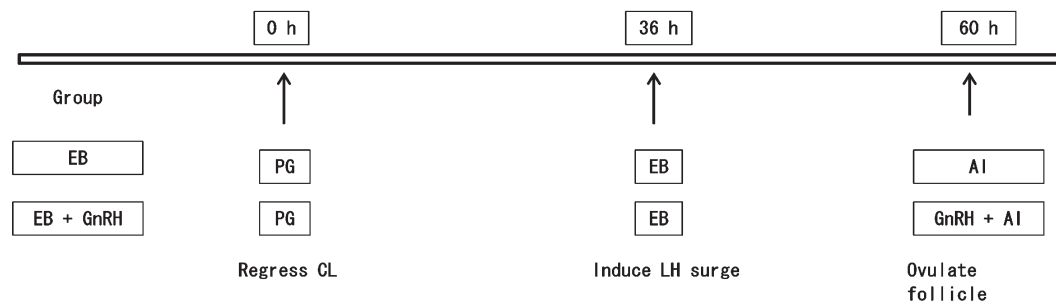 0 h 36 h 60 h
Group
EB PG EB AI
EB + GnRH PG EB GnRH + AI
Regress CL Induce LH surge Ovulate
follicle